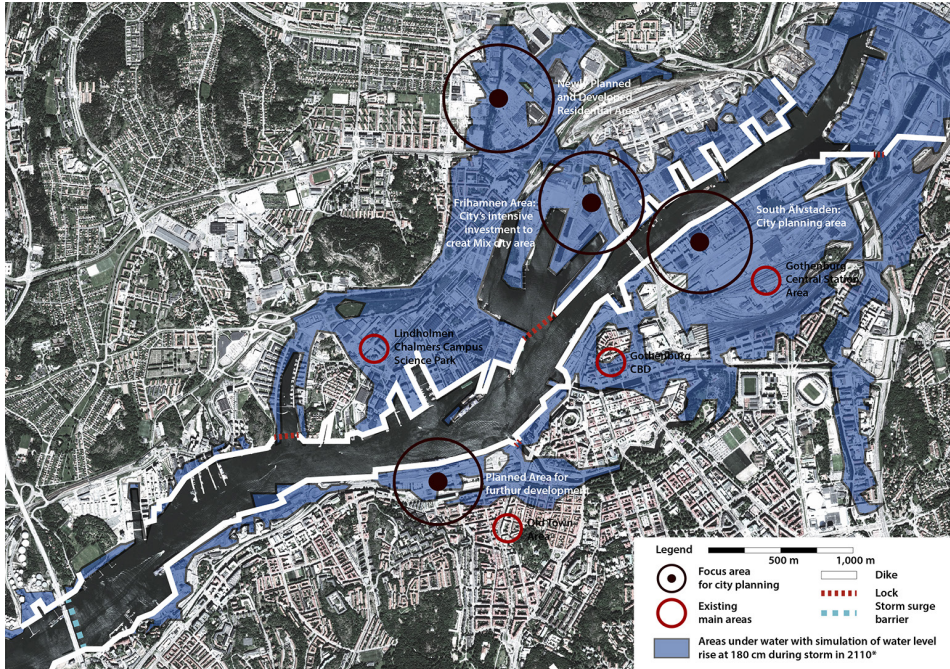 Newly Planned
and Developed
Residential Area
Frihamnen Area:
City's intensive
investment to
creat Mix city area
South Alvstaden:
City planning area
Gothenburg
Central Station
Area
Lindholmen
Chalmers Campus
Science Park
Gothenburg
CBD
Planned Area for
furthur development
Old Town
Area
Legend
500 m
1,000 m
Focus area
for city planning
Existing
main areas
Dike
Lock
Storm surge
barrier
Areas under water with simulation of water level
rise at 180 cm during storm in 2110*